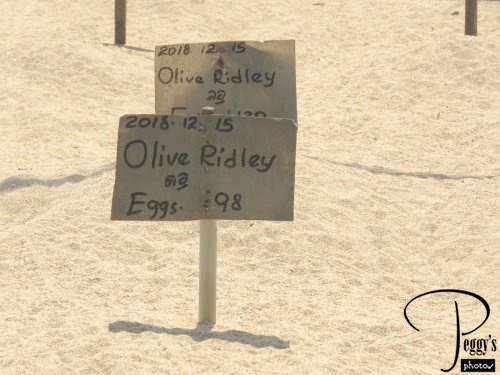 2018. 12. 15
Olive Ridley
2018. 12. 15
Olive Ridley
Eggs. = 98
Peggy's
photos